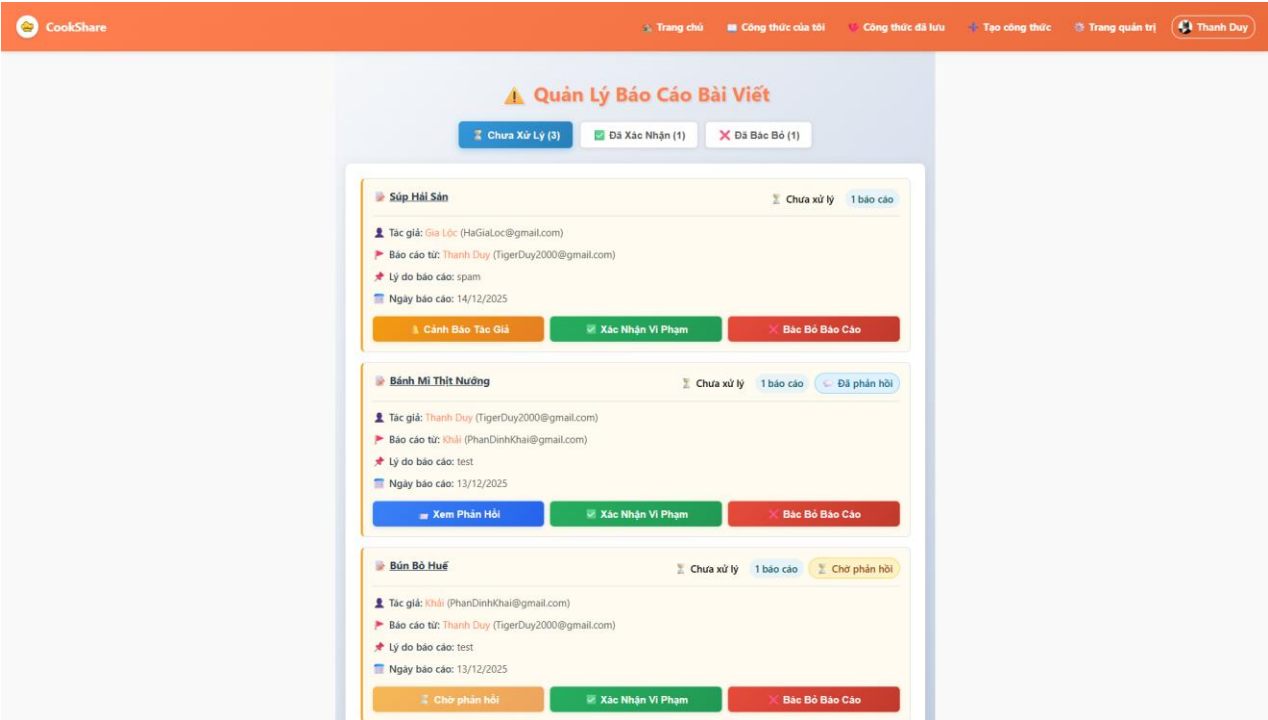 CookShare Trang chủ Công thức của tôi Công thức đã lưu Tạo công thức Trang quản trị Thanh Duy
Quản Lý Báo Cáo Bài Viết
Chưa Xử Lý (3) Đã Xác Nhận (1) Đã Bác Bỏ (1)
Súp Hải Sản Chưa xử lý 1 báo cáo
Tác giả: Gia Lộc (HaGiaLoc@gmail.com)
Báo cáo từ: Thanh Duy (TigerDuy2000@gmail.com)
Lý do báo cáo: spam
Ngày báo cáo: 14/12/2025
Cảnh Báo Tác Giả Xác Nhận Vi Phạm Bác Bỏ Báo Cáo
Bánh Mì Thịt Nướng Chưa xử lý 1 báo cáo Đã phản hồi
Tác giả: Thanh Duy (TigerDuy2000@gmail.com)
Báo cáo từ: Khải (PhanDinhKhai@gmail.com)
Lý do báo cáo: test
Ngày báo cáo: 13/12/2025
Xem Phản Hồi Xác Nhận Vi Phạm Bác Bỏ Báo Cáo
Bún Bò Huế Chưa xử lý 1 báo cáo Chờ phản hồi
Tác giả: Khải (PhanDinhKhai@gmail.com)
Báo cáo từ: Thanh Duy (TigerDuy2000@gmail.com)
Lý do báo cáo: test
Ngày báo cáo: 13/12/2025
Chờ phản hồi Xác Nhận Vi Phạm Bác Bỏ Báo Cáo